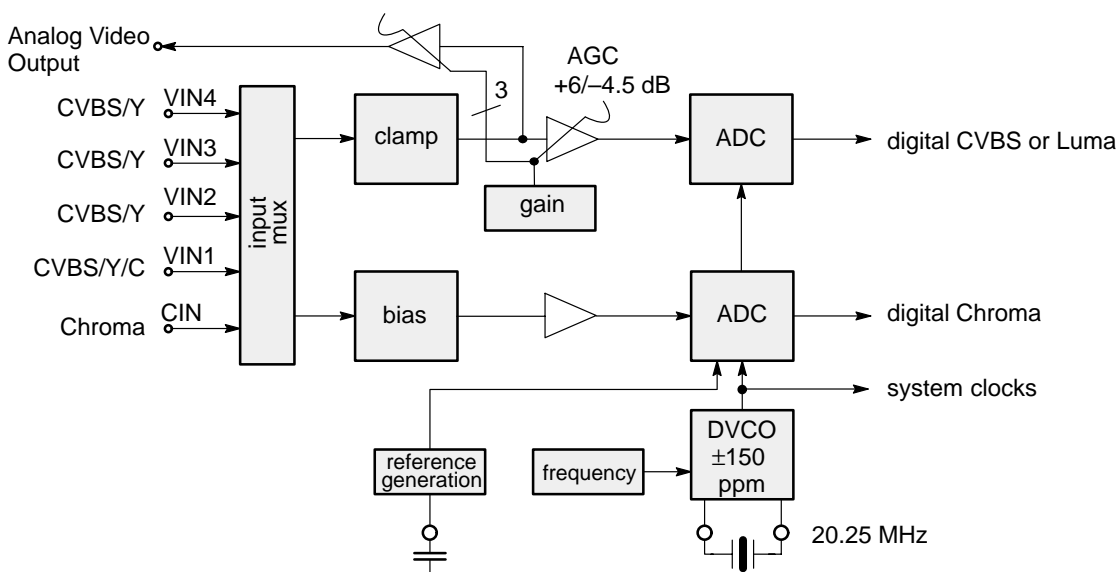 Analog Video
Output
AGC
+6/–4.5 dB
3
CVBS/Y
VIN4
clamp
ADC
digital CVBS or Luma
CVBS/Y
VIN3
gain
CVBS/Y
VIN2
input
mux
CVBS/Y/C
VIN1
Chroma
CIN
bias
ADC
digital Chroma
system clocks
reference
generation
frequency
DVCO
±150
ppm
20.25 MHz